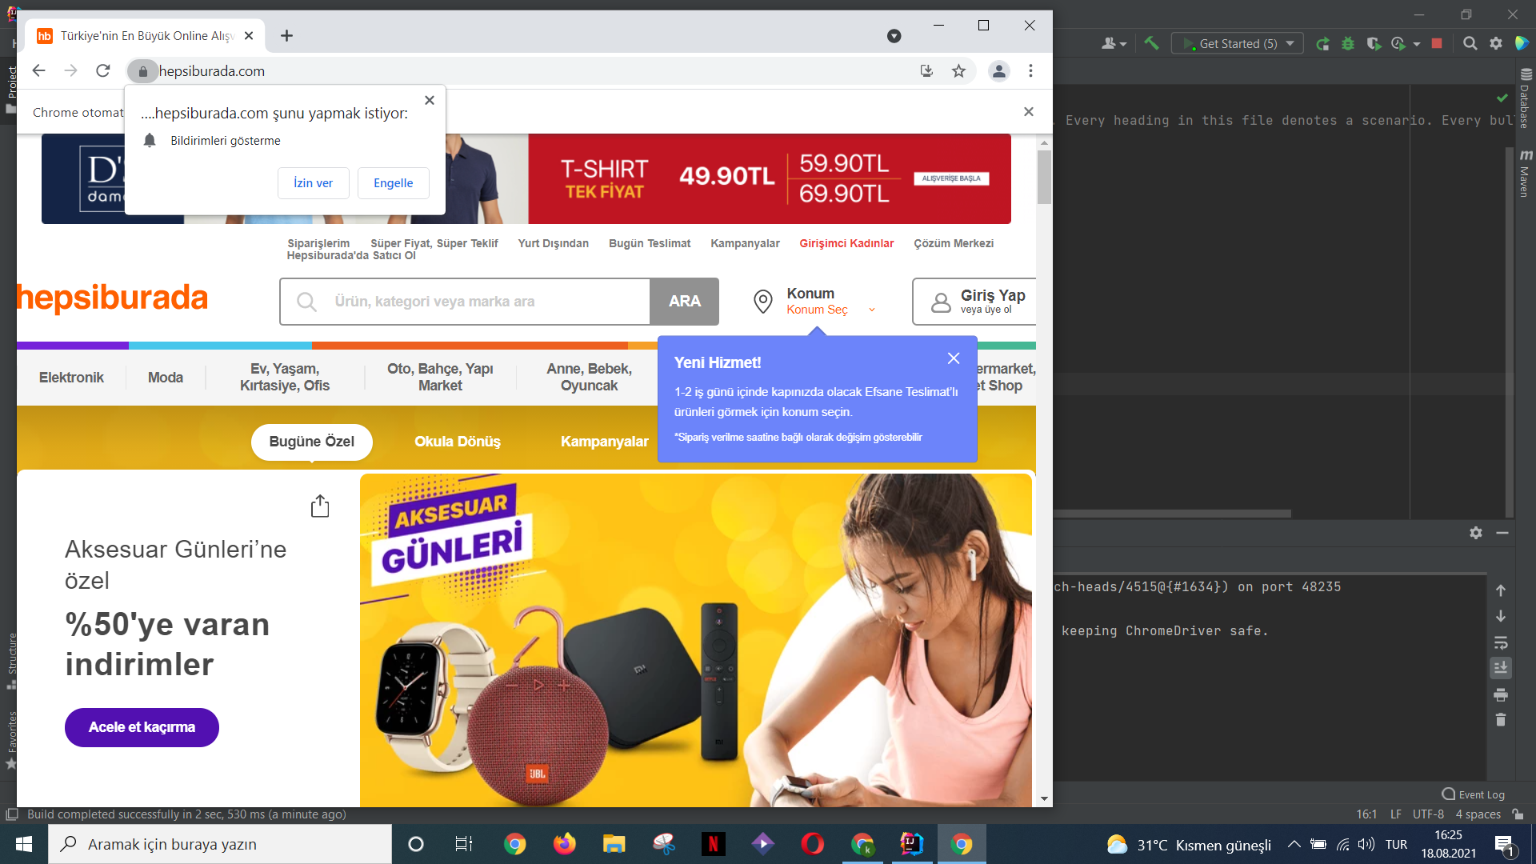 hb Türkiye'nin En Büyük Online Alışv
hepsiburada.com
Chrome otomat
....hepsiburada.com şunu yapmak istiyor:
Bildirimleri gösterme
İzin ver
Engelle
D'S
dama
T-SHIRT
TEK FİYAT
49.90TL
59.90TL
69.90TL
ALIŞVERİŞE BAŞLA
Siparişlerim Süper Fiyat, Süper Teklif Yurt Dışından Bugün Teslimat Kampanyalar Girişimci Kadınlar Çözüm Merkezi
Hepsiburada'da Satıcı Ol
hepsiburada
Ürün, kategori veya marka ara
ARA
Konum
Konum Seç
Giriş Yap
veya üye ol
Elektronik
Moda
Ev, Yaşam,
Kırtasiye, Ofis
Oto, Bahçe, Yapı
Market
Anne, Bebek,
Oyuncak
ermarket,
et Shop
Yeni Hizmet!
1-2 iş günü içinde kapınızda olacak Efsane Teslimat'lı
ürünleri görmek için konum seçin.
*Sipariş verilme saatine bağlı olarak değişim gösterebilir
Bugüne Özel
Okula Dönüş
Kampanyalar
Aksesuar Günleri'ne
özel
%50'ye varan
indirimler
Acele et kaçırma
AKSESUAR
GÜNLERİ
JBL
Get Started (5)
. Every heading in this file denotes a scenario. Every bul
ch-heads/4515@{#1634}) on port 48235
keeping ChromeDriver safe.
Project
Structure
Favorites
Database
Maven
Event Log
Build completed successfully in 2 sec, 530 ms (a minute ago)
16:1 LF UTF-8 4 spaces
Aramak için buraya yazın
31°C Kısmen güneşli
TUR
16:25
18.08.2021
1